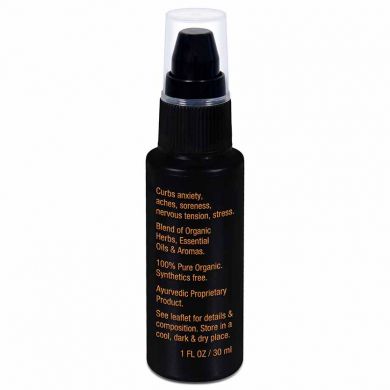 Curbs anxiety,
aches, soreness,
nervous tension, stress.
Blend of Organic
Herbs, Essential
Oils & Aromas.
100% Pure Organic.
Synthetics free.
Ayurvedic Proprietary
Product.
See leaflet for details &
composition. Store in a
cool, dark & dry place.
1 FL OZ / 30 ml